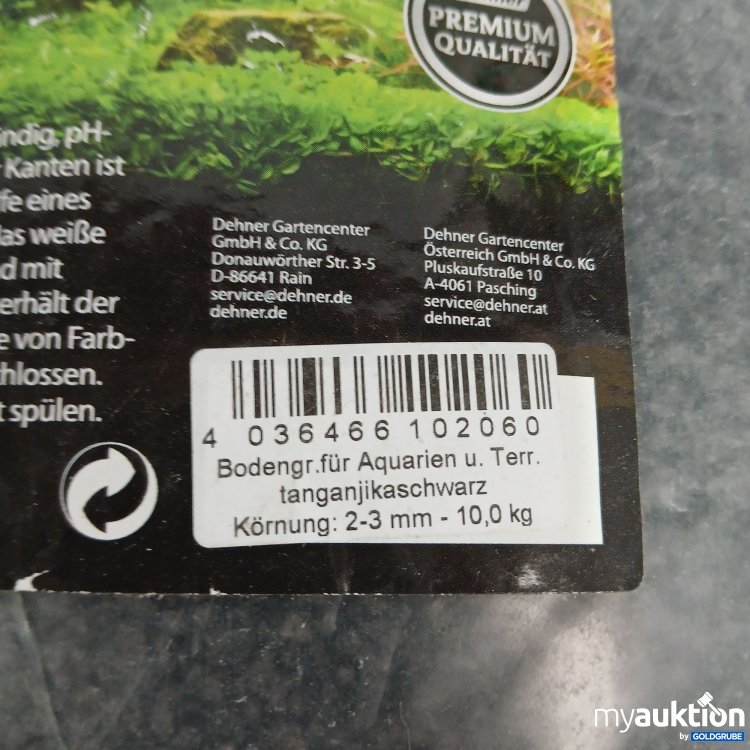 PREMIUM
QUALITÄT
ändig, pH-
Kanten ist
fe eines
das weiße
d mit
erhält der
e von Farb-
hlossen.
t spülen.
Dehner Gartencenter
GmbH & Co. KG
Donauwörther Str. 3-5
D-86641 Rain
service@dehner.de
dehner.de
Dehner Gartencenter
Österreich GmbH & Co. KG
Pluskaufstraße 10
A-4061 Pasching
service@dehner.at
dehner.at
4 036466 102060
Bodengr.für Aquarien u. Terr.
tanganjikaschwarz
Körnung: 2-3 mm - 10,0 kg
myauktion
by GOLDGRUBE